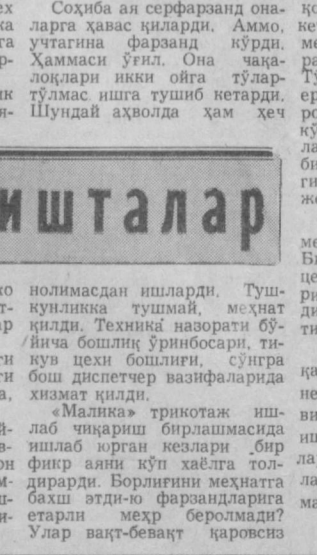 Соҳиба ая серфарзанд она-
ларга ҳавас қиларди. Аммо,
учтагина фарзанд кўрди.
Ҳаммаси ўғил. Она чақа-
лоқлари икки ойга тўлар-
тўлмас ишга тушиб кетарди.
Шундай аҳволда ҳам ҳеч
ишталар
нолимасдан ишларди. Туш-
кунликка тушмай, меҳнат
қилди. Техника назорати бў-
йича бошлиқ ўринбосари, ти-
кув цехи бошлиғи, сўнгра
бош диспетчер вазифаларида
хизмат қилди.
«Малика» трикотаж иш-
лаб чиқариш бирлашмасида
ишлаб юрган кезлари бир
фикр аяни кўп хаёлга тол-
дирарди. Борлиғини меҳнатга
бахш этди-ю фарзандларига
етарли меҳр беролмади?
Улар вақт-бевақт қаровсиз